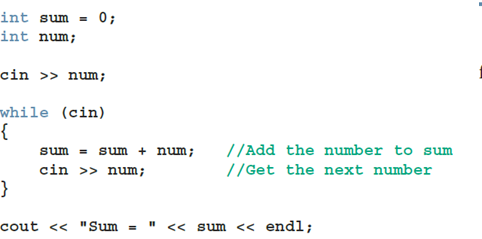 int sum = 0;
int num;
cin >> num;
while (cin)
{
    sum = sum + num;   //Add the number to sum
    cin >> num;        //Get the next number
}
cout << "Sum = " << sum << endl;